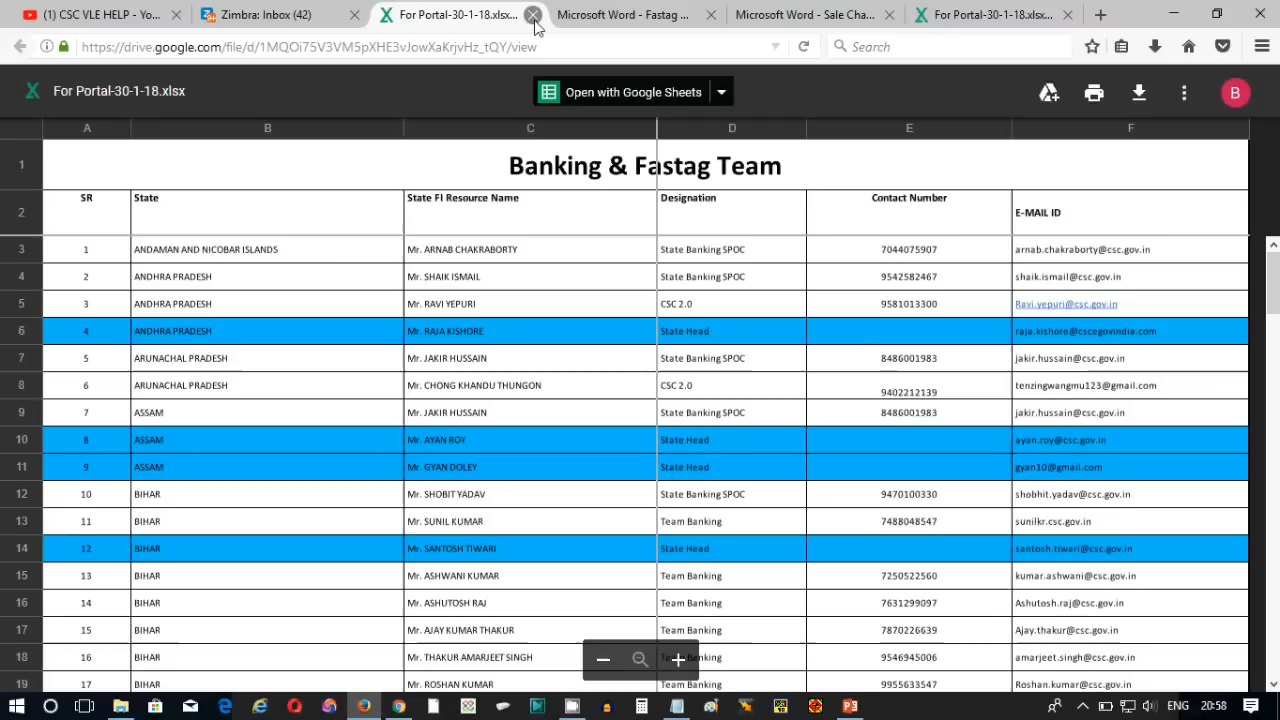 (1) CSC VLE HELP - Yo
Zimbra: Inbox (42)
For Portal-30-1-18.xlsx
Microsoft Word - Fastag -
Microsoft Word - Sale Cha
For Portal-30-1-18.xlsx
https://drive.google.com/file/d/1MQOi75V3VM5pXHE3vJowXaKrjvHz_tQY/view
Search
X For Portal-30-1-18.xlsx
Open with Google Sheets
B
A B C D E F
1 Banking & Fastag Team
2 SR State State FI Resource Name Designation Contact Number E-MAIL ID
3 1 ANDAMAN AND NICOBAR ISLANDS Mr. ARNAB CHAKRABORTY State Banking SPOC 7044075907 arnab.chakraborty@csc.gov.in
4 2 ANDHRA PRADESH Mr. SHAIK ISMAIL State Banking SPOC 9542582467 shaik.ismail@csc.gov.in
5 3 ANDHRA PRADESH Mr. RAVI YEPURI CSC 2.0 9581013300 Ravi.yepuri@csc.gov.in
6 4 ANDHRA PRADESH Mr. RAJA KISHORE State Head raja.kishore@cscegovindia.com
7 5 ARUNACHAL PRADESH Mr. JAKIR HUSSAIN State Banking SPOC 8486001983 jakir.hussain@csc.gov.in
8 6 ARUNACHAL PRADESH Mr. CHONG KHANDU THUNGON CSC 2.0 9402212139 tenzingwangmu123@gmail.com
9 7 ASSAM Mr. JAKIR HUSSAIN State Banking SPOC 8486001983 jakir.hussain@csc.gov.in
10 8 ASSAM Mr. AYAN ROY State Head ayan.roy@csc.gov.in
11 9 ASSAM Mr. GYAN DOLEY State Head gyan10@gmail.com
12 10 BIHAR Mr. SHOBIT YADAV State Banking SPOC 9470100330 shobhit.yadav@csc.gov.in
13 11 BIHAR Mr. SUNIL KUMAR Team Banking 7488048547 sunilkr.csc.gov.in
14 12 BIHAR Mr. SANTOSH TIWARI State Head santosh.tiwari@csc.gov.in
15 13 BIHAR Mr. ASHWANI KUMAR Team Banking 7250522560 kumar.ashwani@csc.gov.in
16 14 BIHAR Mr. ASHUTOSH RAJ Team Banking 7631299097 Ashutosh.raj@csc.gov.in
17 15 BIHAR Mr. AJAY KUMAR THAKUR Team Banking 7870226639 Ajay.thakur@csc.gov.in
18 16 BIHAR Mr. THAKUR AMARJEET SINGH Team Banking 9546945006 amarjeet.singh@csc.gov.in
19 17 BIHAR Mr. ROSHAN KUMAR Team Banking 9955633547 Roshan.kumar@csc.gov.in
ENG 20:58